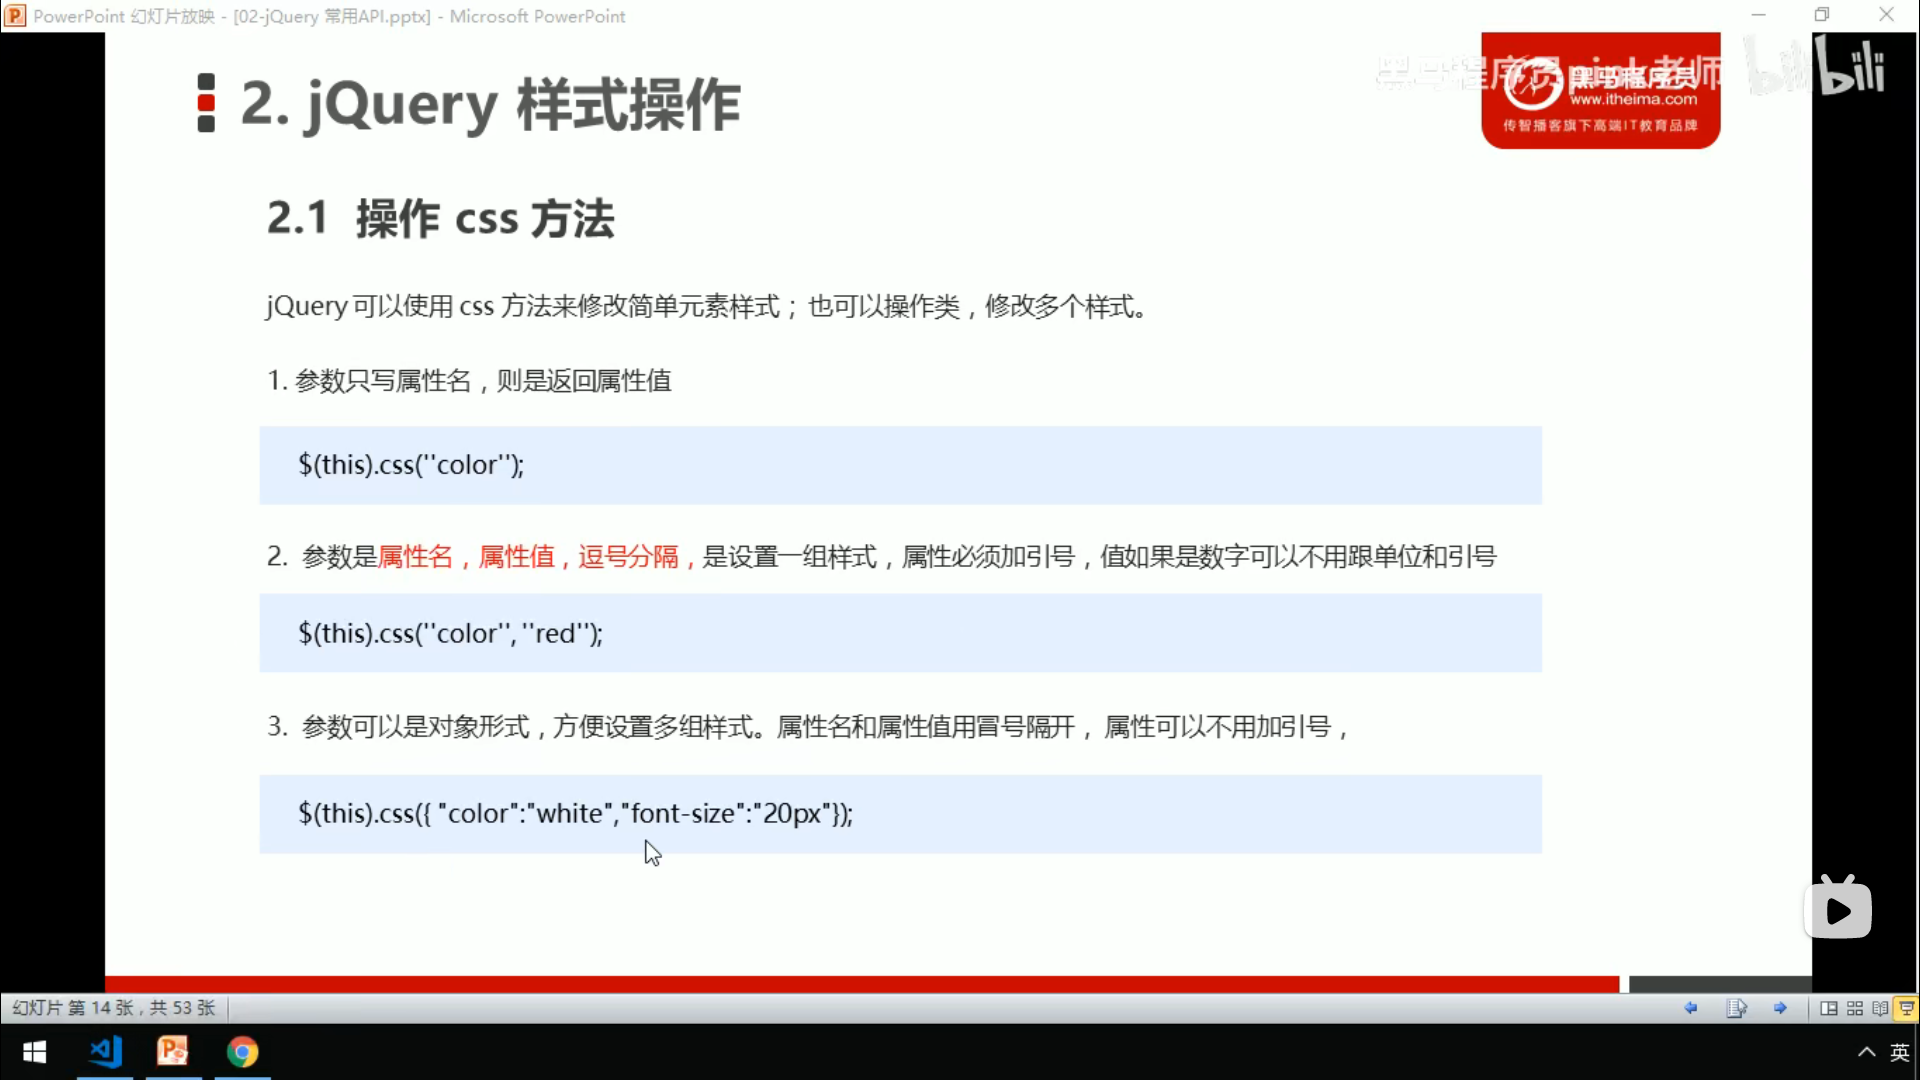 PowerPoint 幻灯片放映 - [02-jQuery 常用API.pptx] - Microsoft PowerPoint
2. jQuery 样式操作
黑马程序员pink老师
bilibili
www.itheima.com
传智播客旗下高端IT教育品牌
2.1 操作 css 方法
jQuery 可以使用 css 方法来修改简单元素样式；也可以操作类，修改多个样式。
1. 参数只写属性名，则是返回属性值
$(this).css(''color'');
2. 参数是属性名，属性值，逗号分隔，是设置一组样式，属性必须加引号，值如果是数字可以不用跟单位和引号
$(this).css(''color'', ''red'');
3. 参数可以是对象形式，方便设置多组样式。属性名和属性值用冒号隔开， 属性可以不用加引号，
$(this).css({ "color":"white","font-size":"20px"});
幻灯片 第 14 张，共 53 张
英